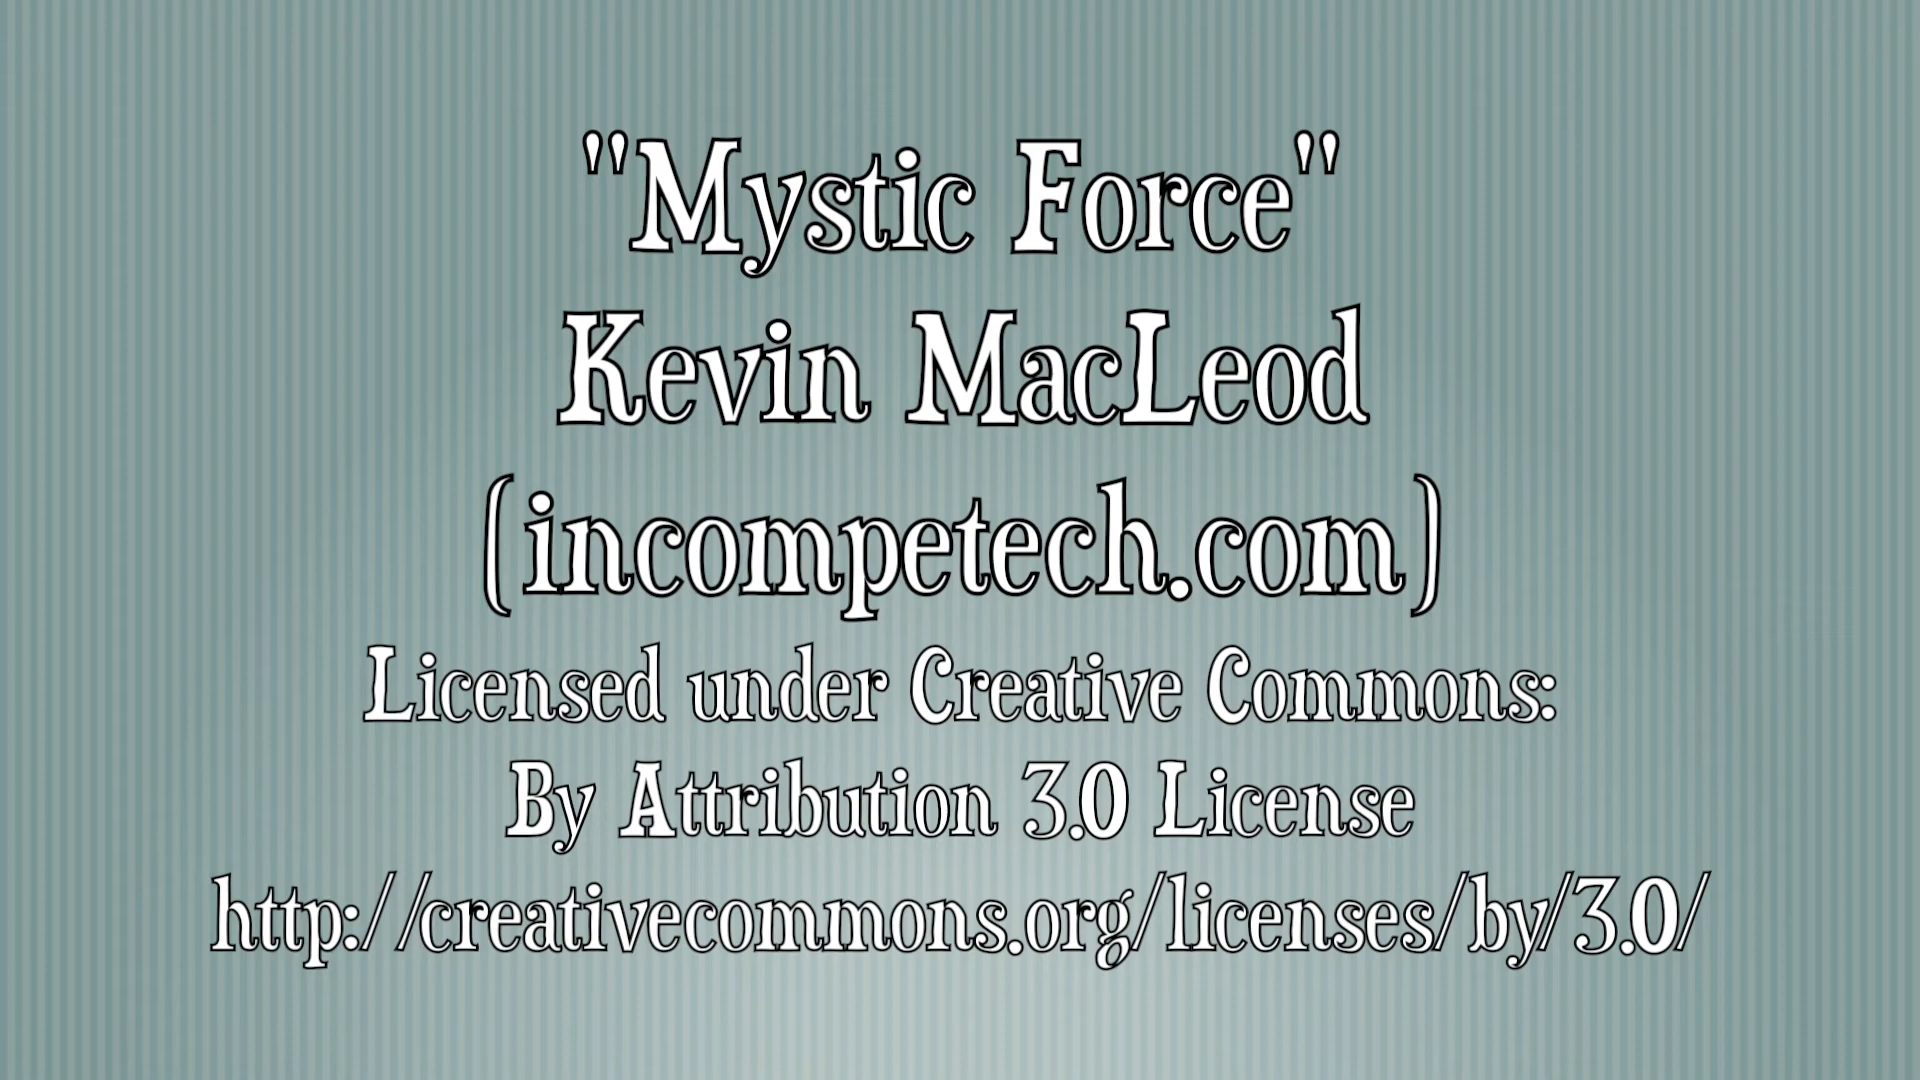 "Mystic Force"
Kevin MacLeod
(incompetech.com)
Licensed under Creative Commons:
By Attribution 3.0 License
http://creativecommons.org/licenses/by/3.0/